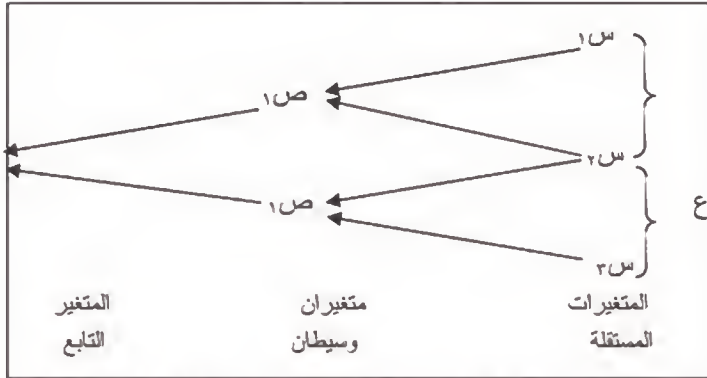 س١
ص١
س٢
ع
ص١
س٣
المتغيرات متغيران المتغير
المستقلة وسيطان التابع